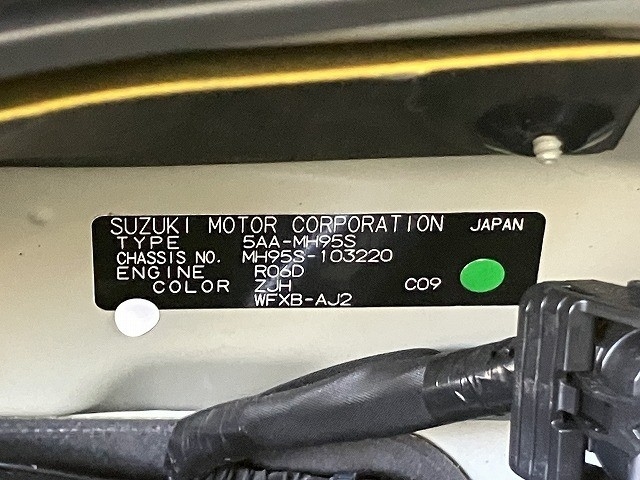 SUZUKI MOTOR CORPORATION JAPAN
TYPE 5AA-MH95S
CHASSIS NO. MH95S-103220
ENGINE R06D
COLOR ZJH C09
WFXB-AJ2